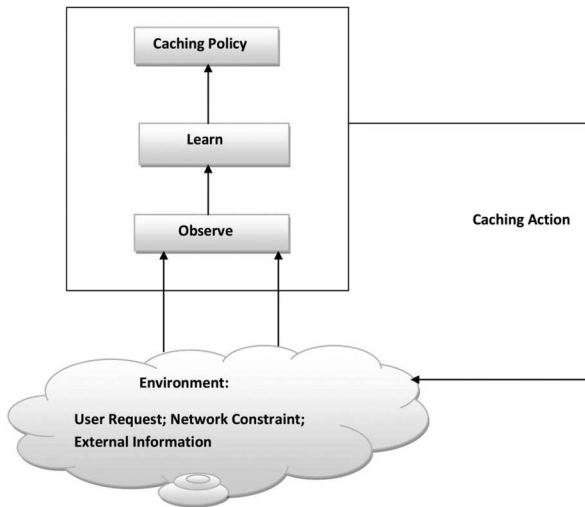 Caching Policy
Learn
Observe
Caching Action
Environment:
User Request; Network Constraint;
External Information